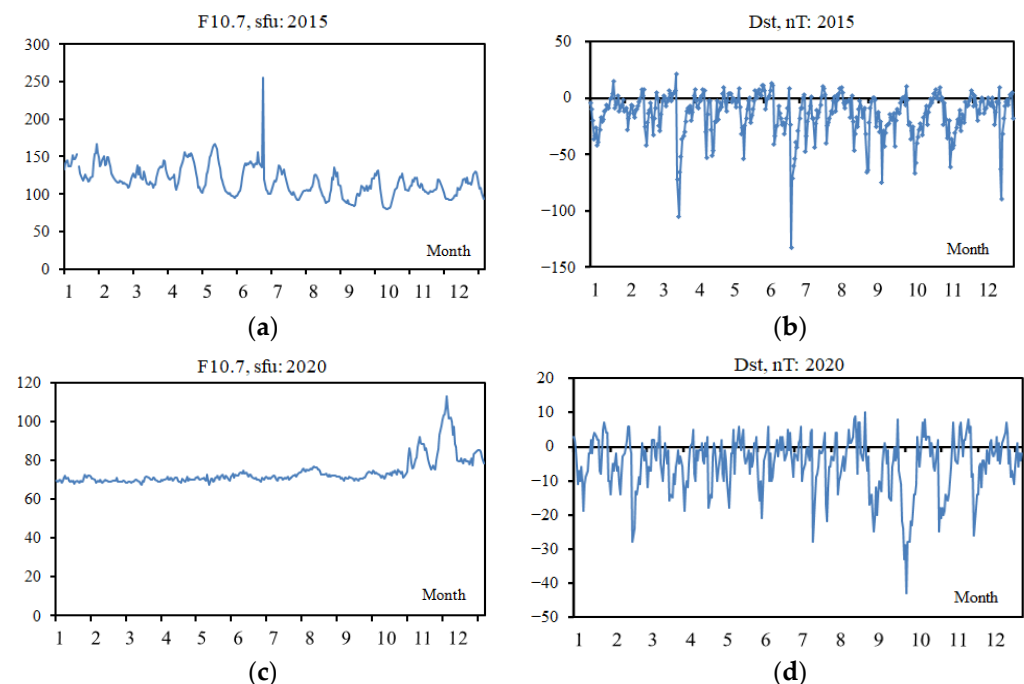 F10.7, sfu: 2015
300
250
200
150
100
50
0
Month
1 2 3 4 5 6 7 8 9 10 11 12
(a)
Dst, nT: 2015
50
0
−50
−100
−150
Month
1 2 3 4 5 6 7 8 9 10 11 12
(b)
F10.7, sfu: 2020
120
100
80
60
40
20
0
Month
1 2 3 4 5 6 7 8 9 10 11 12
(c)
Dst, nT: 2020
20
10
0
−10
−20
−30
−40
−50
Month
1 2 3 4 5 6 7 8 9 10 11 12
(d)